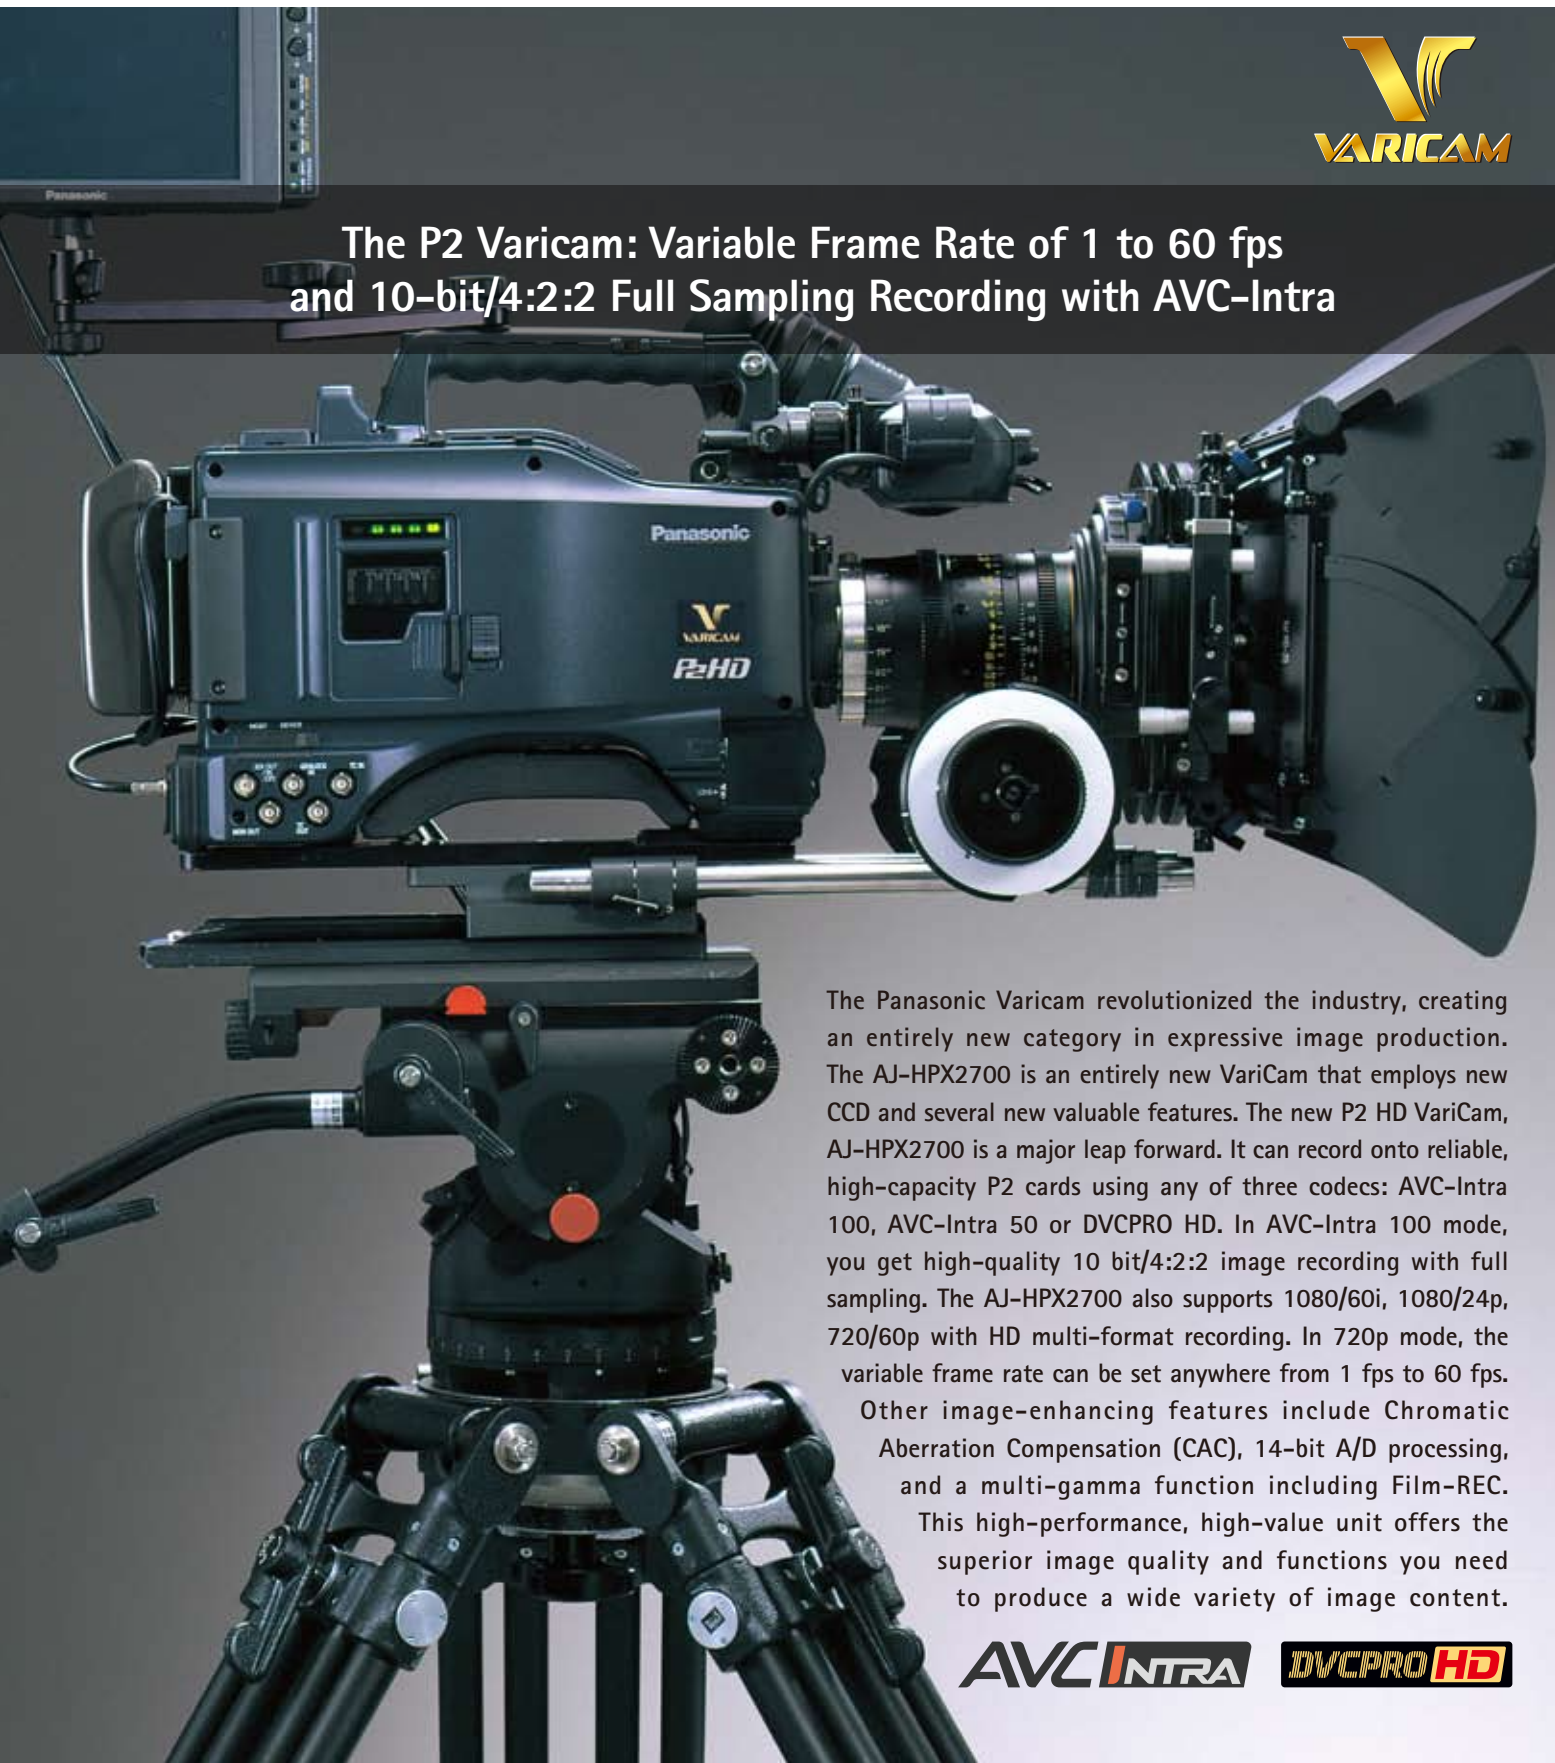 VARICAM
Panasonic
The P2 Varicam: Variable Frame Rate of 1 to 60 fps
and 10-bit/4:2:2 Full Sampling Recording with AVC-Intra
Panasonic
VARICAM
P2HD
GENLOCK
TC IN
MON OUT
The Panasonic Varicam revolutionized the industry, creating
an entirely new category in expressive image production.
The AJ-HPX2700 is an entirely new VariCam that employs new
CCD and several new valuable features. The new P2 HD VariCam,
AJ-HPX2700 is a major leap forward. It can record onto reliable,
high-capacity P2 cards using any of three codecs: AVC-Intra
100, AVC-Intra 50 or DVCPRO HD. In AVC-Intra 100 mode,
you get high-quality 10 bit/4:2:2 image recording with full
sampling. The AJ-HPX2700 also supports 1080/60i, 1080/24p,
720/60p with HD multi-format recording. In 720p mode, the
variable frame rate can be set anywhere from 1 fps to 60 fps.
Other image-enhancing features include Chromatic
Aberration Compensation (CAC), 14-bit A/D processing,
and a multi-gamma function including Film-REC.
This high-performance, high-value unit offers the
superior image quality and functions you need
to produce a wide variety of image content.
AVC INTRA
DVCPRO HD